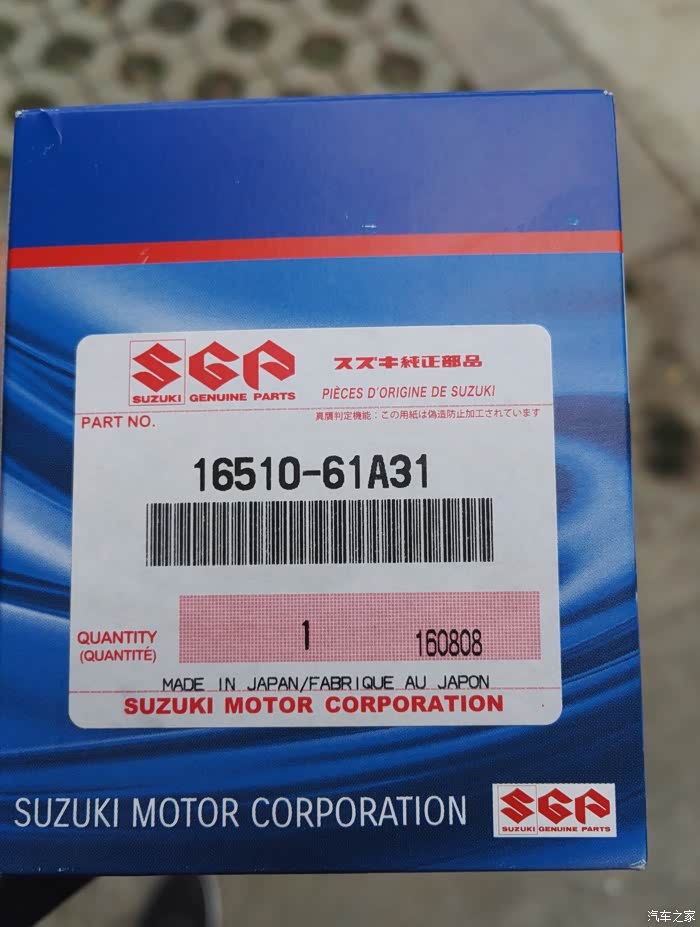 SGP
スズキ純正部品
SUZUKI GENUINE PARTS
PIÈCES D'ORIGINE DE SUZUKI
PART NO.
異贋判定機能：この用紙は偽造防止加工されています
16510-61A31
QUANTITY
(QUANTITÉ)
1
160808
MADE IN JAPAN/FABRIQUE AU JAPON
SUZUKI MOTOR CORPORATION
SUZUKI MOTOR CORPORATION
SGP
SUZUKI GENUINE PARTS
汽车之家